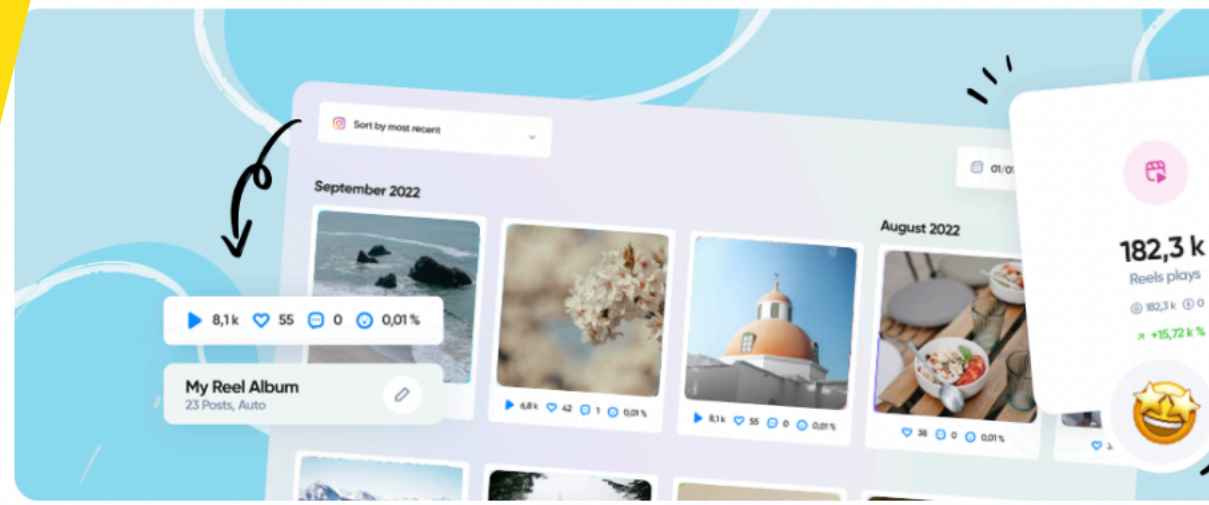 Sort by most recent
September 2022
August 2022
182,3 k
Reels plays
182,3 k 0
+15,72 k %
8,1 k 55 0 0,01 %
My Reel Album
23 Posts, Auto
6,8 k 42 1 0,01 %
8,1 k 55 0 0,01 %
38 0 0,01 %